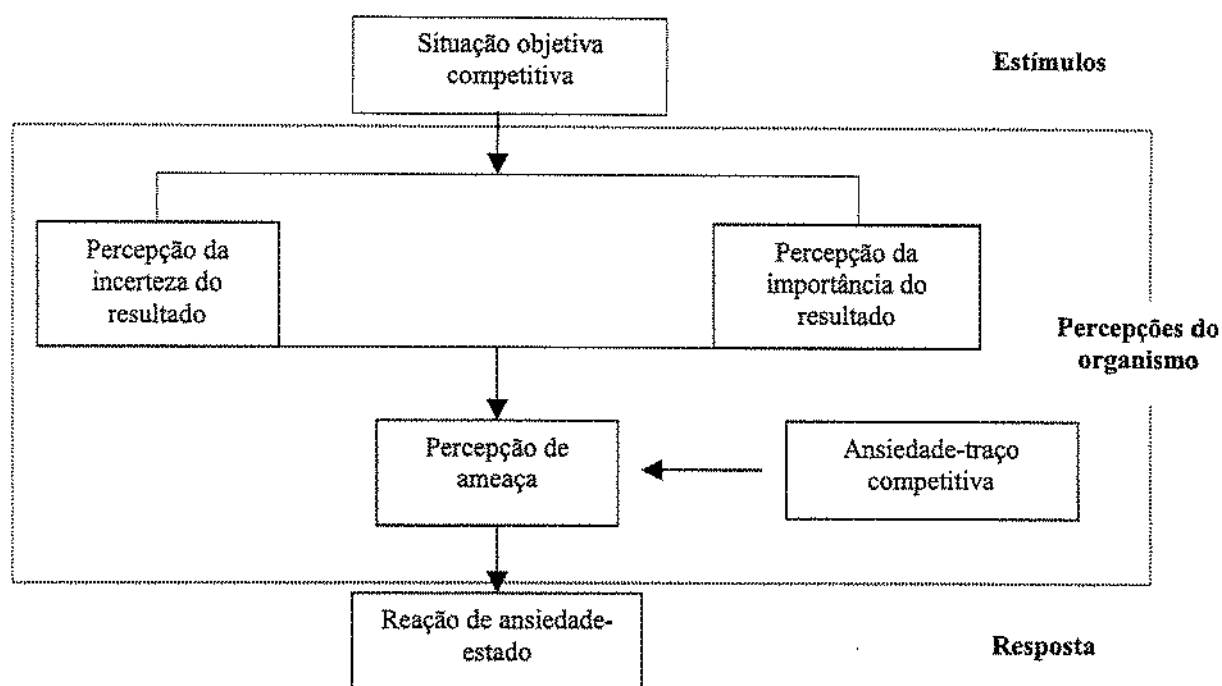 Situação objetiva
competitiva
Estímulos
Percepção da
incerteza do
resultado
Percepção da
importância do
resultado
Percepções do
organismo
Percepção de
ameaça
Ansiedade-traço
competitiva
Reação de ansiedade-
estado
Resposta